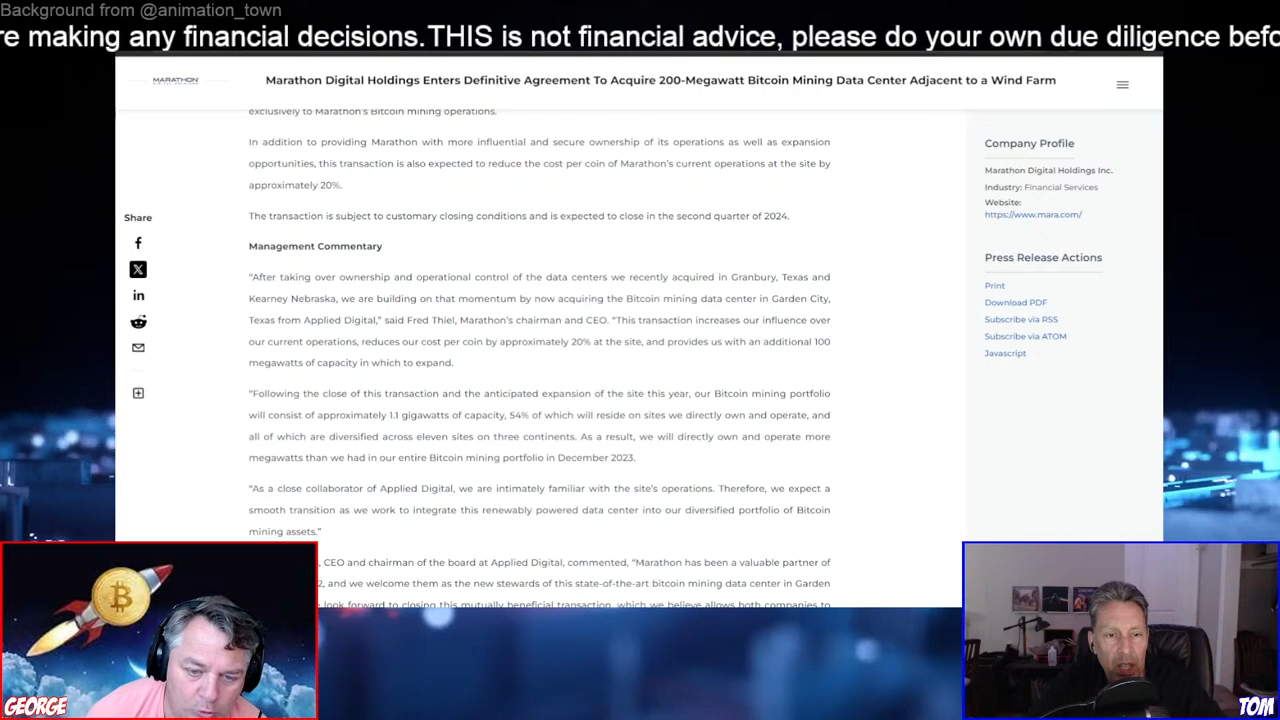 Background from @animation_town
re making any financial decisions.THIS is not financial advice, please do your own due diligence befo
MARATHON
Marathon Digital Holdings Enters Definitive Agreement To Acquire 200-Megawatt Bitcoin Mining Data Center Adjacent to a Wind Farm
exclusively to Marathon's Bitcoin mining operations.
In addition to providing Marathon with more influential and secure ownership of its operations as well as expansion
opportunities, this transaction is also expected to reduce the cost per coin of Marathon's current operations at the site by
approximately 20%.
The transaction is subject to customary closing conditions and is expected to close in the second quarter of 2024.
Management Commentary
“After taking over ownership and operational control of the data centers we recently acquired in Granbury, Texas and
Kearney Nebraska, we are building on that momentum by now acquiring the Bitcoin mining data center in Garden City,
Texas from Applied Digital,” said Fred Thiel, Marathon's chairman and CEO. “This transaction increases our influence over
our current operations, reduces our cost per coin by approximately 20% at the site, and provides us with an additional 100
megawatts of capacity in which to expand.
“Following the close of this transaction and the anticipated expansion of the site this year, our Bitcoin mining portfolio
will consist of approximately 1.1 gigawatts of capacity, 54% of which will reside on sites we directly own and operate, and
all of which are diversified across eleven sites on three continents. As a result, we will directly own and operate more
megawatts than we had in our entire Bitcoin mining portfolio in December 2023.
“As a close collaborator of Applied Digital, we are intimately familiar with the site's operations. Therefore, we expect a
smooth transition as we work to integrate this renewably powered data center into our diversified portfolio of Bitcoin
mining assets.”
, CEO and chairman of the board at Applied Digital, commented, “Marathon has been a valuable partner of
2, and we welcome them as the new stewards of this state-of-the-art bitcoin mining data center in Garden
look forward to closing this mutually beneficial transaction, which we believe allows both companies to
Share
Company Profile
Marathon Digital Holdings Inc.
Industry: Financial Services
Website:
https://www.mara.com/
Press Release Actions
Print
Download PDF
Subscribe via RSS
Subscribe via ATOM
Javascript
GEORGE
TOM